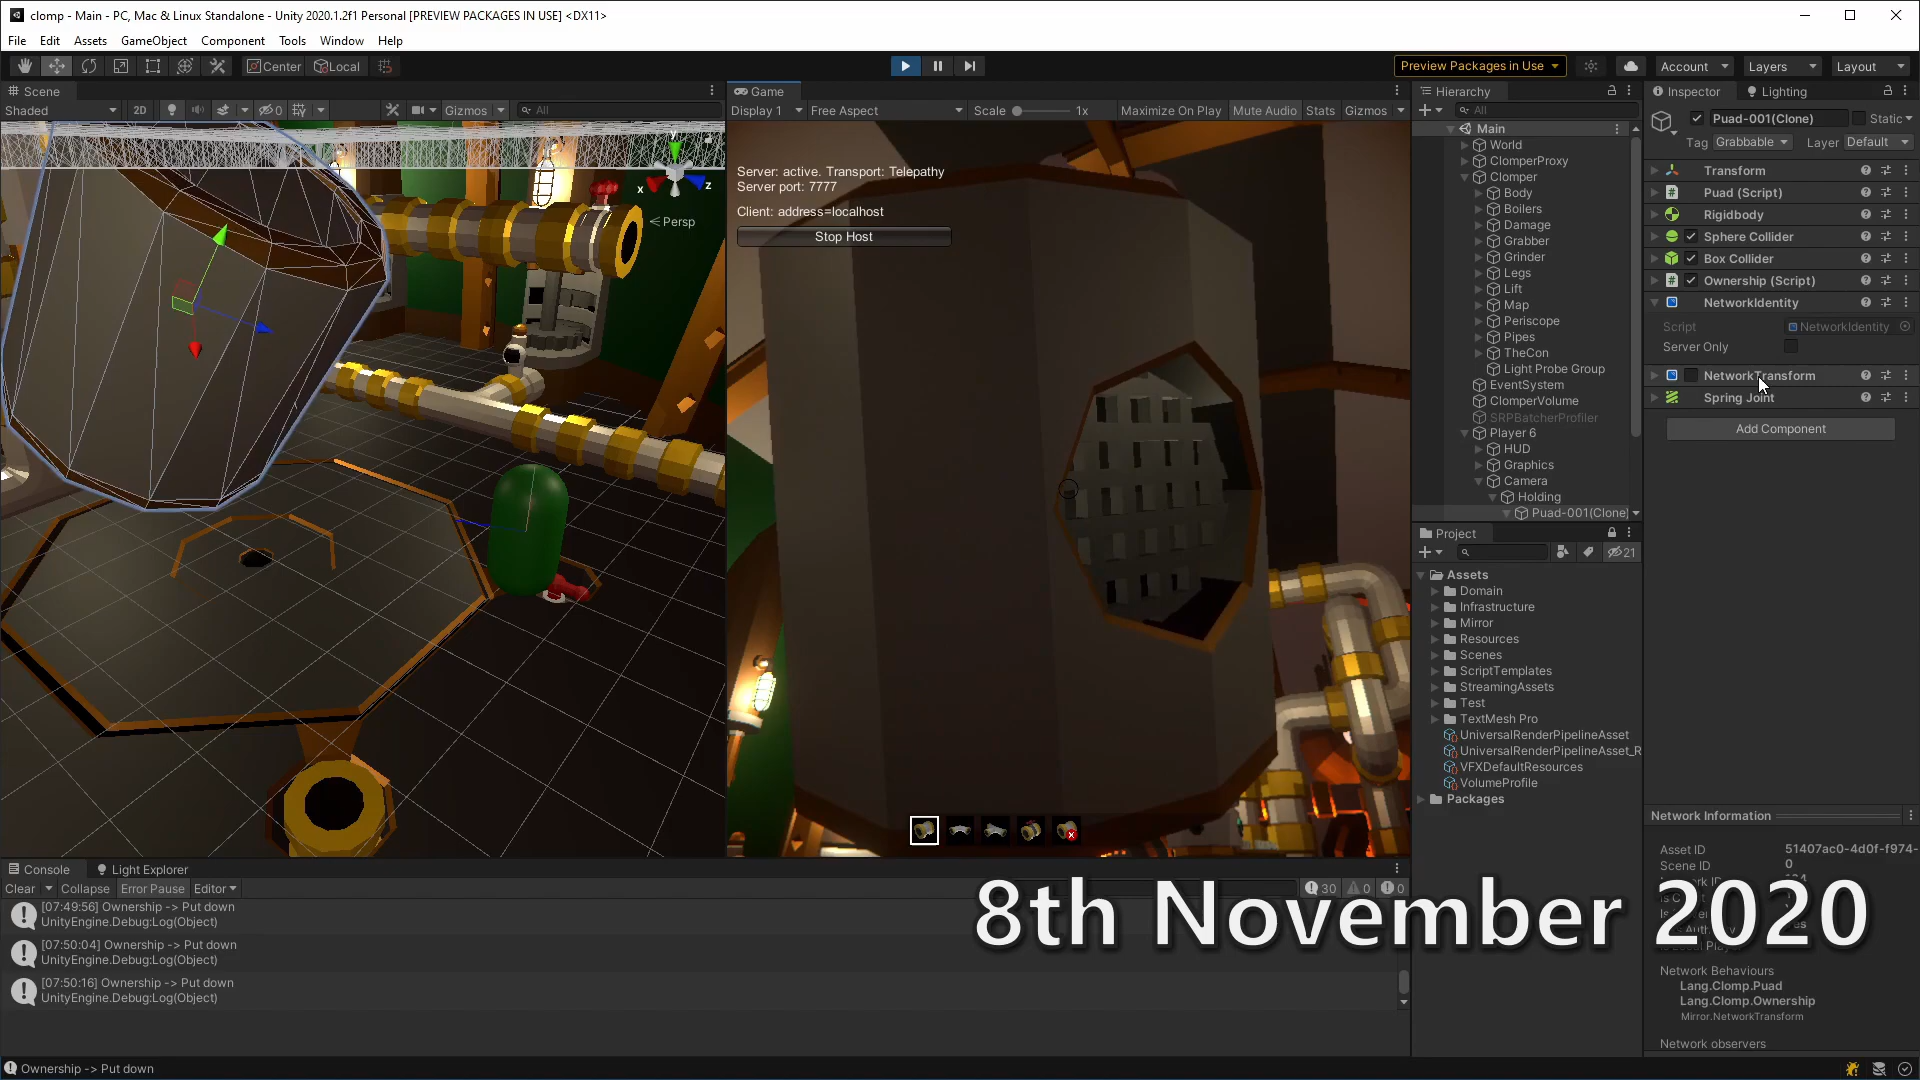 clomp - Main - PC, Mac & Linux Standalone - Unity 2020.1.2f1 Personal [PREVIEW PACKAGES IN USE] <DX11>
File Edit Assets GameObject Component Tools Window Help
Center Local Preview Packages in Use Account Layers Layout
Scene
Shaded 2D 0 Gizmos All
y
x z
Persp
Game
Display 1 Free Aspect Scale 1x Maximize On Play Mute Audio Stats Gizmos
Server: active. Transport: Telepathy
Server port: 7777
Client: address=localhost
Stop Host
Hierarchy
All
Main
World
ClomperProxy
Clomper
Body
Boilers
Damage
Grabber
Grinder
Legs
Lift
Map
Periscope
Pipes
TheCon
Light Probe Group
EventSystem
ClomperVolume
SRPBatcherProfiler
Player 6
HUD
Graphics
Camera
Holding
Puad-001(Clone)
Project
21
Assets
Domain
Infrastructure
Mirror
Resources
Scenes
ScriptTemplates
StreamingAssets
Test
TextMesh Pro
UniversalRenderPipelineAsset
UniversalRenderPipelineAsset_R
VFXDefaultResources
VolumeProfile
Packages
Inspector Lighting
Puad-001(Clone) Static
Tag Grabbable Layer Default
Transform
Puad (Script)
Rigidbody
Sphere Collider
Box Collider
Ownership (Script)
NetworkIdentity
Script NetworkIdentity
Server Only
NetworkTransform
Spring Joint
Add Component
Network Information
Asset ID 51407ac0-4d0f-f974-
Scene ID 0
Network Behaviours
Lang.Clomp.Puad
Lang.Clomp.Ownership
Mirror.NetworkTransform
Network observers
Console Light Explorer
Clear Collapse Error Pause Editor 30 0 0
[07:49:56] Ownership -> Put down
UnityEngine.Debug:Log(Object)
[07:50:04] Ownership -> Put down
UnityEngine.Debug:Log(Object)
[07:50:16] Ownership -> Put down
UnityEngine.Debug:Log(Object)
8th November 2020
Ownership -> Put down